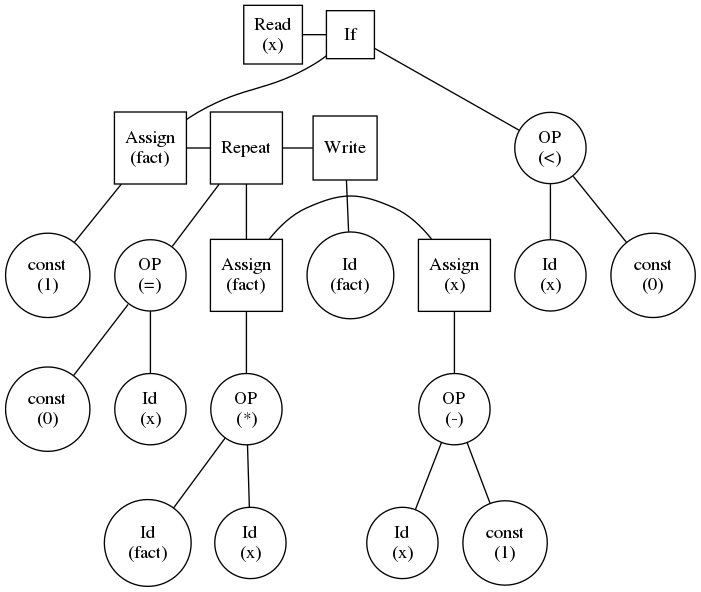 Read
(x)
If
Assign
(fact)
Repeat
Write
OP
(<)
const
(1)
OP
(=)
Assign
(fact)
Id
(fact)
Assign
(x)
Id
(x)
const
(0)
const
(0)
Id
(x)
OP
(*)
OP
(-)
Id
(fact)
Id
(x)
Id
(x)
const
(1)